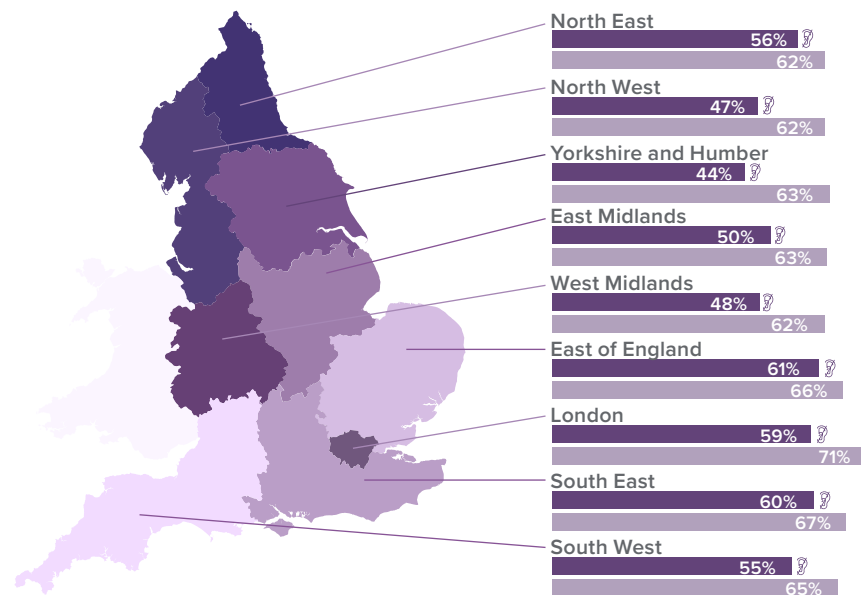 North East
56%
62%
North West
47%
62%
Yorkshire and Humber
44%
63%
East Midlands
50%
63%
West Midlands
48%
62%
East of England
61%
66%
London
59%
71%
South East
60%
67%
South West
55%
65%